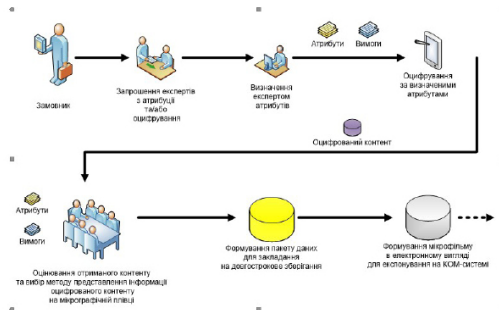 Атрибути Вимоги
Замовник
Запрошення експертів
з атрибуції
та/або
оцифрування
Визначення
експертом
атрибутів
Оцифрування
за визначеними
атрибутами
Оцифрований контент
Атрибути
Вимоги
Оцінювання отриманого контенту
та вибір методу представлення інформації
оцифрованого контенту
на мікрографічній плівці
Формування пакету даних
для закладання
на довгострокове зберігання
Формування мікрофільму
в електронному вигляді
для експонування на КОМ-системі